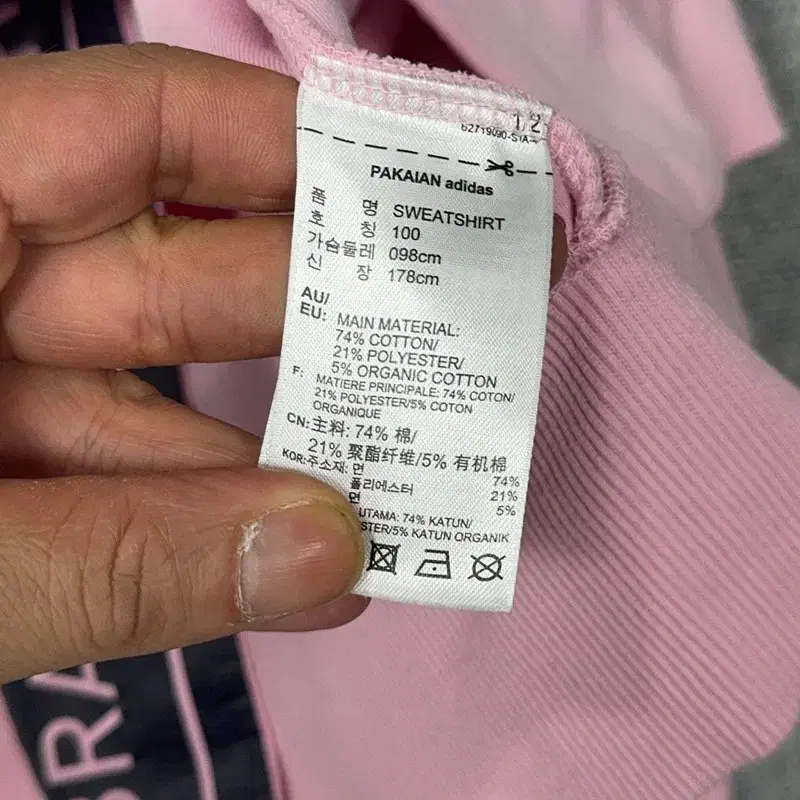 12
62719090-S1A-
PAKAIAN adidas
품 명 SWEATSHIRT
호 칭 100
가슴둘레 098cm
신 장 178cm
AU/
EU: MAIN MATERIAL:
74% COTTON/
21% POLYESTER/
5% ORGANIC COTTON
F: MATIERE PRINCIPALE: 74% COTON/
21% POLYESTER/5% COTON
ORGANIQUE
CN: 主料: 74% 棉/
21% 聚酯纤维/5% 有机棉
KOR: 주소재: 면 74%
폴리에스터 21%
면 5%
UTAMA: 74% KATUN/
STER/5% KATUN ORGANIK
BRA